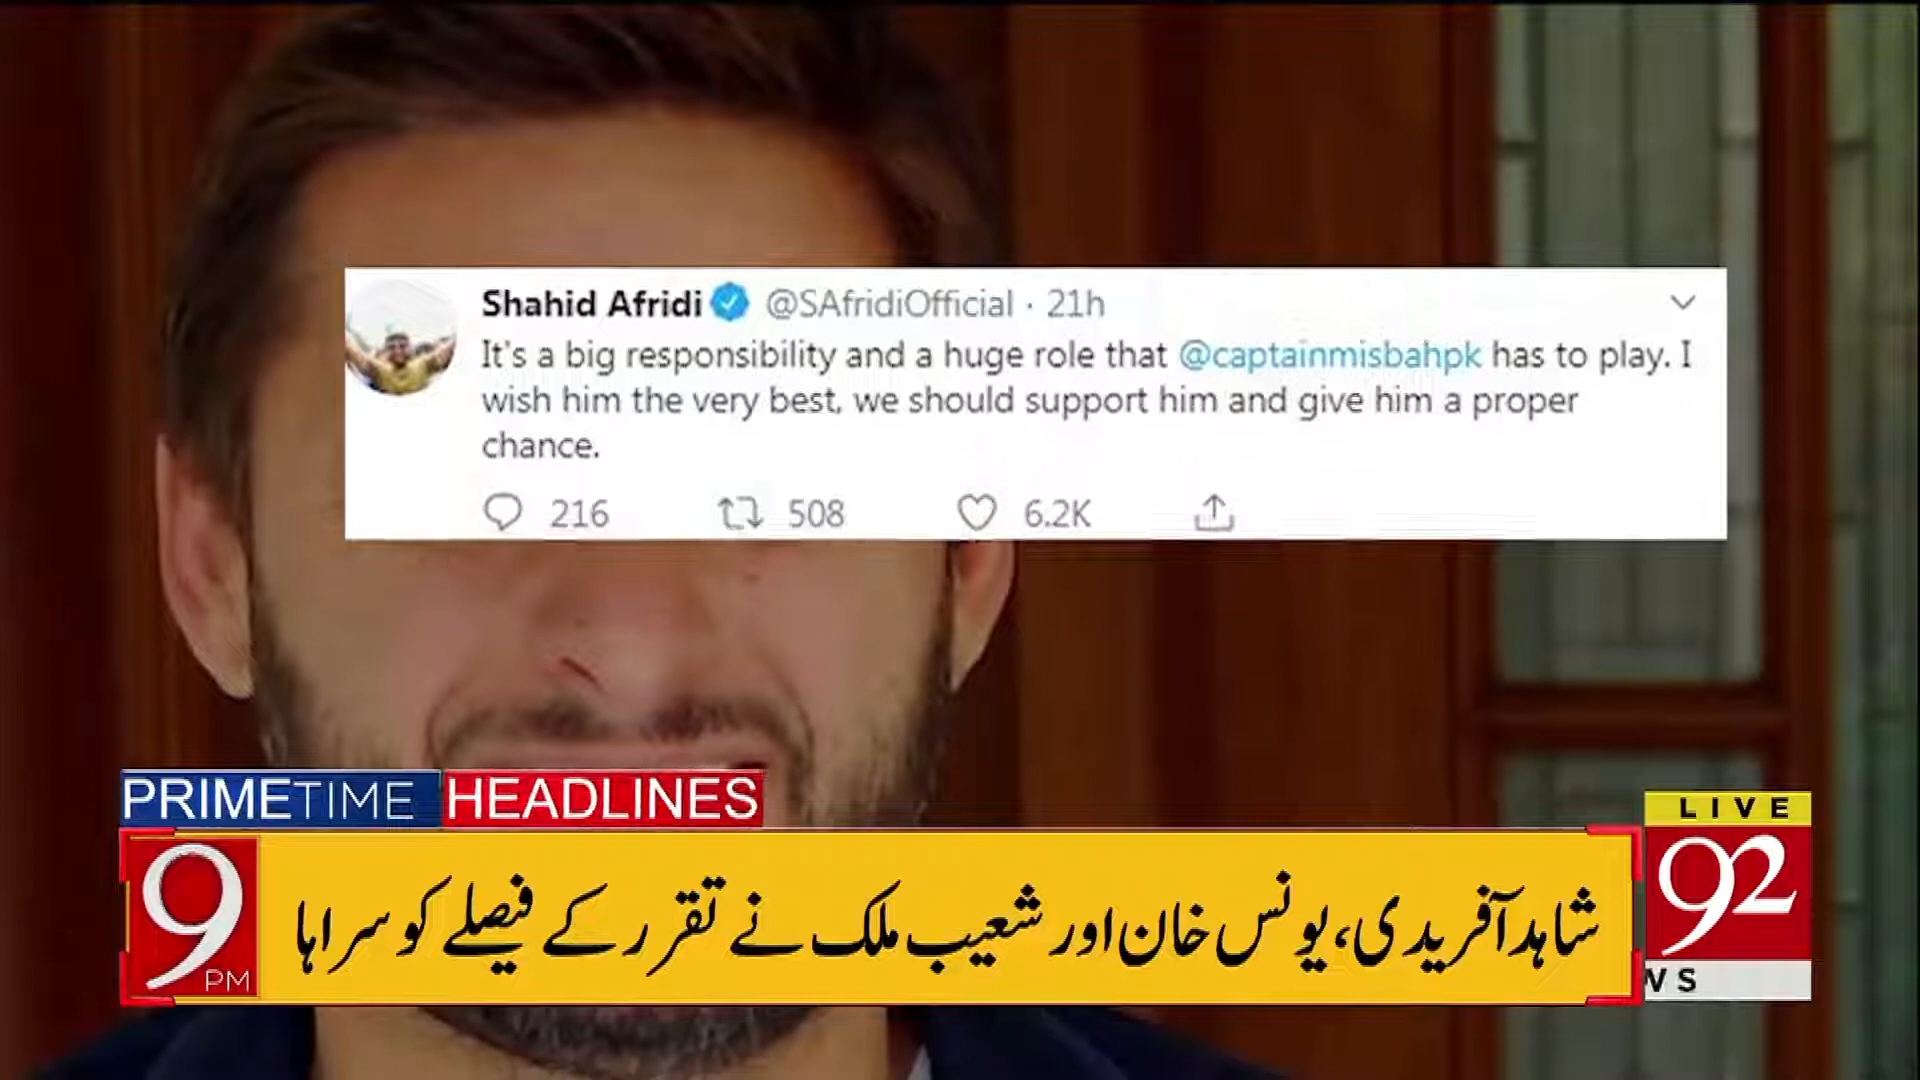 Shahid Afridi @SAfridiOfficial · 21h
It's a big responsibility and a huge role that @captainmisbahpk has to play. I
wish him the very best, we should support him and give him a proper
chance.
216 508 6.2K
PRIMETIME HEADLINES
LIVE
9 PM
شاہد آفریدی، یونس خان اور شعیب ملک نے تقرر کے فیصلے کو سراہا
92
WS